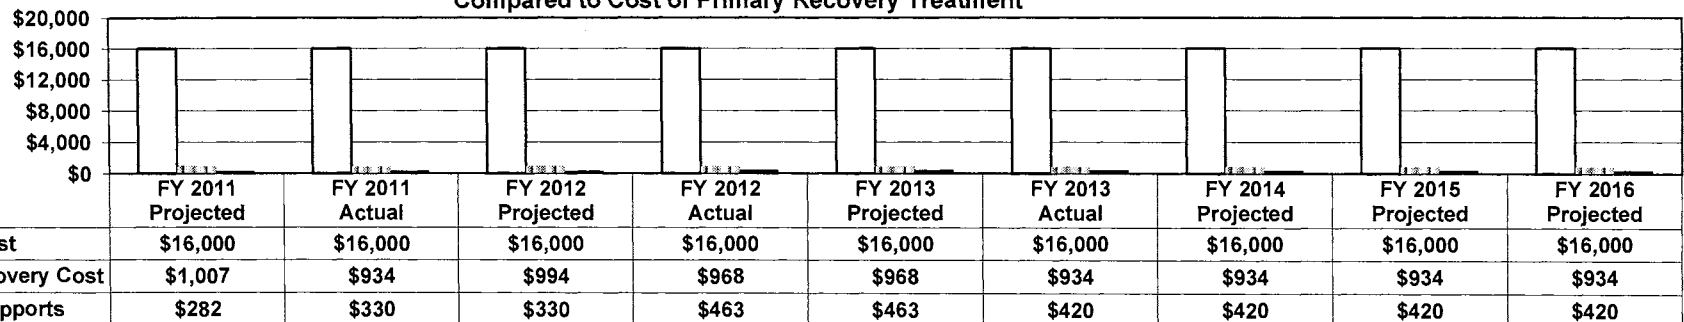 Compared to Cost of Primary Recovery Treatment
$20,000
$16,000
$12,000
$8,000
$4,000
$0
FY 2011 FY 2011 FY 2012 FY 2012 FY 2013 FY 2013 FY 2014 FY 2015 FY 2016
Projected Actual Projected Actual Projected Actual Projected Projected Projected
st $16,000 $16,000 $16,000 $16,000 $16,000 $16,000 $16,000 $16,000 $16,000
overy Cost $1,007 $934 $994 $968 $968 $934 $934 $934 $934
pports $282 $330 $330 $463 $463 $420 $420 $420 $420